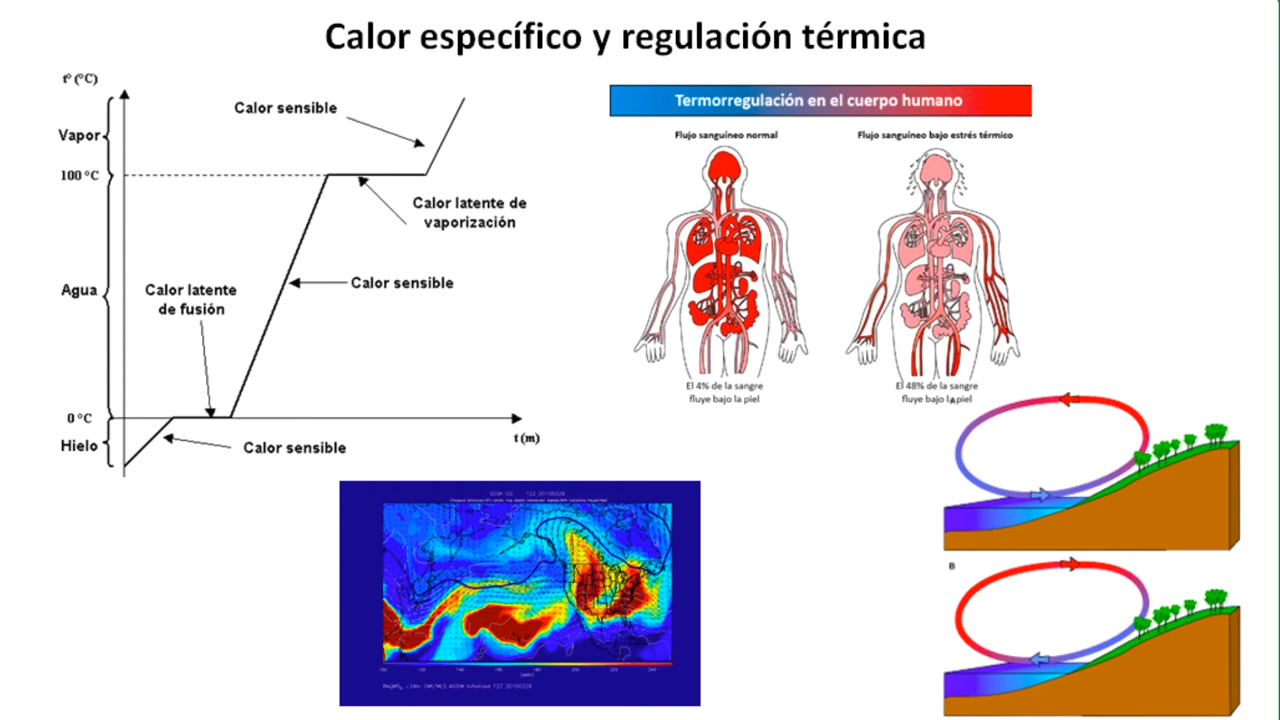 Calor específico y regulación térmica
tº (ºC)
Calor sensible
Vapor
100 °C
Calor latente de
vaporización
Agua
Calor latente
de fusión
Calor sensible
0 °C
Hielo
Calor sensible
t (m)
Termorregulación en el cuerpo humano
Flujo sanguíneo normal
Flujo sanguíneo bajo estrés térmico
El 4% de la sangre
fluye bajo la piel
El 48% de la sangre
fluye bajo la piel
B